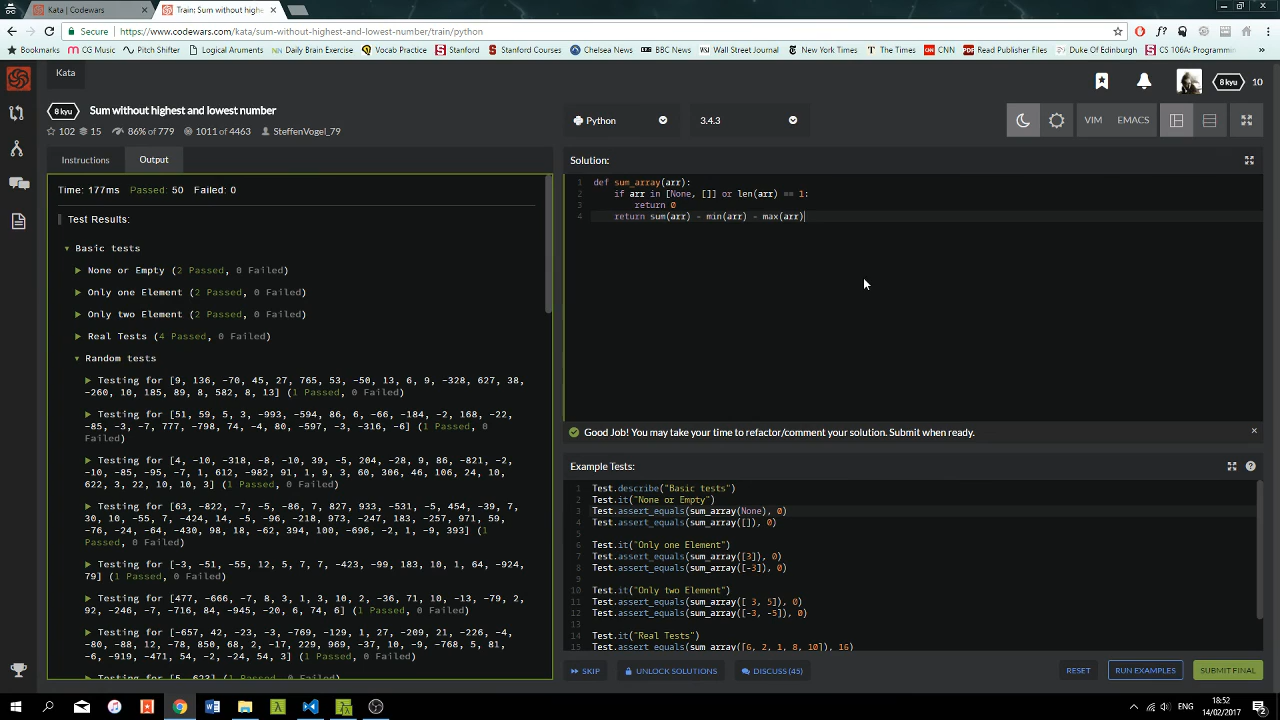 Kata | Codewars
Train: Sum without highe
Secure
https://www.codewars.com/kata/sum-without-highest-and-lowest-number/train/python
Bookmarks
CG Music
Pitch Shifter
Logical Aruments
Daily Brain Exercise
Vocab Practice
Stanford
Stanford Courses
Chelsea News
BBC News
Wall Street Journal
New York Times
The Times
CNN
Read Publisher Files
Duke Of Edinburgh
CS 106A: Programmi
Kata
8 kyu
10
8 kyu
Sum without highest and lowest number
102
15
86% of 779
1011 of 4463
SteffenVogel_79
Python
3.4.3
VIM
EMACS
Instructions
Output
Time: 177ms Passed: 50 Failed: 0
Test Results:
Basic tests
None or Empty (2 Passed, 0 Failed)
Only one Element (2 Passed, 0 Failed)
Only two Element (2 Passed, 0 Failed)
Real Tests (4 Passed, 0 Failed)
Random tests
Testing for [9, 136, -70, 45, 27, 765, 53, -50, 13, 6, 9, -328, 627, 38,
-260, 10, 185, 89, 8, 582, 8, 13] (1 Passed, 0 Failed)
Testing for [51, 59, 5, 3, -993, -594, 86, 6, -66, -184, -2, 168, -22,
-85, -3, -7, 777, -798, 74, -4, 80, -597, -3, -316, -6] (1 Passed, 0
Failed)
Testing for [4, -10, -318, -8, -10, 39, -5, 204, -28, 9, 86, -821, -2,
-10, -85, -95, -7, 1, 612, -982, 91, 1, 9, 3, 60, 306, 46, 106, 24, 10,
622, 3, 22, 10, 10, 3] (1 Passed, 0 Failed)
Testing for [63, -822, -7, -5, -86, 7, 828, 933, -531, -5, 454, -39, 7,
30, 10, -55, 7, -424, 14, -5, -96, -218, 973, -247, 183, -257, 971, 59,
-76, -24, -64, -430, 98, 18, -62, 394, 100, -696, -2, 1, -9, 393] (1
Passed, 0 Failed)
Testing for [-3, -51, -55, 12, 5, 7, 7, -423, -99, 183, 10, 1, 64, -924,
79] (1 Passed, 0 Failed)
Testing for [477, -666, -7, 8, 3, 1, 3, 10, 2, -36, 71, 10, -13, -79, 2,
92, -246, -7, -716, 84, -945, -20, 6, 74, 6] (1 Passed, 0 Failed)
Testing for [-657, 42, -23, -3, -769, -129, 1, 27, -209, 21, -226, -4,
-80, -88, 12, -78, 850, 68, 2, -17, 229, 969, -37, 10, -9, -768, 5, 81,
-6, -919, -471, 54, -2, -24, 54, 3] (1 Passed, 0 Failed)
Testing for [5, 623] (1 Passed, 0 Failed)
Solution:
1 def sum_array(arr):
2 if arr in [None, []] or len(arr) == 1:
3 return 0
4 return sum(arr) - min(arr) - max(arr)
Good Job! You may take your time to refactor/comment your solution. Submit when ready.
Example Tests:
1 Test.describe("Basic tests")
2 Test.it("None or Empty")
3 Test.assert_equals(sum_array(None), 0)
4 Test.assert_equals(sum_array([]), 0)
5
6 Test.it("Only one Element")
7 Test.assert_equals(sum_array([3]), 0)
8 Test.assert_equals(sum_array([-3]), 0)
9
10 Test.it("Only two Element")
11 Test.assert_equals(sum_array([ 3, 5]), 0)
12 Test.assert_equals(sum_array([-3, -5]), 0)
13
14 Test.it("Real Tests")
15 Test.assert_equals(sum_array([6, 2, 1, 8, 10]), 16)
SKIP
UNLOCK SOLUTIONS
DISCUSS (45)
RESET
RUN EXAMPLES
SUBMIT FINAL
ENG
18:52
14/02/2017